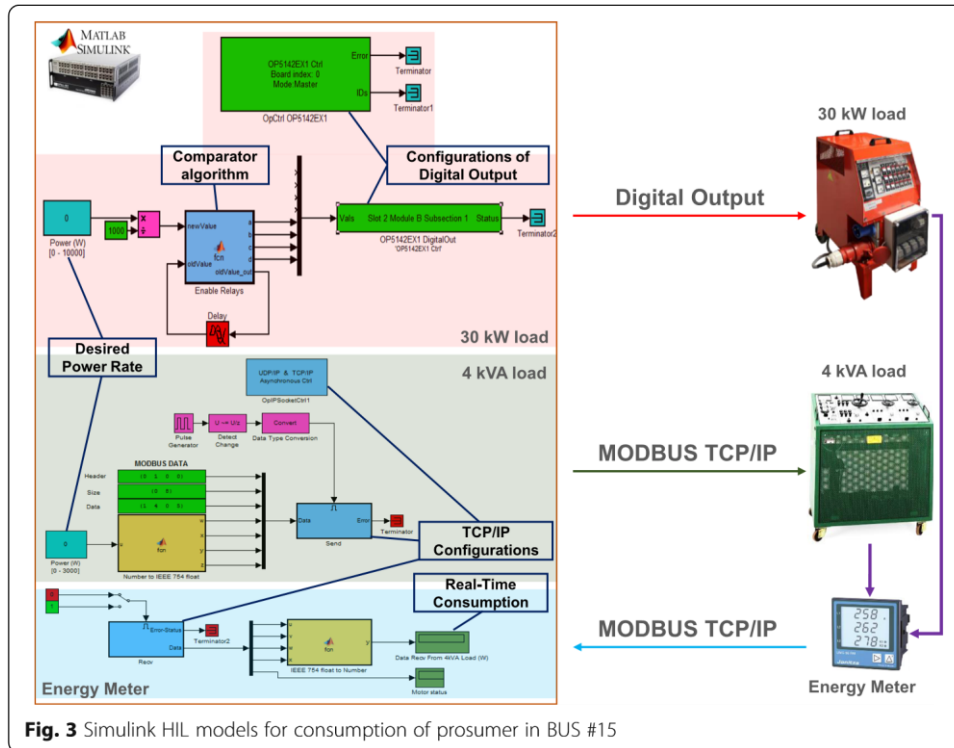 MATLAB
SIMULINK
OP5142EX1 Ctrl
Board index: 0
Mode Master
Error
IDs
Terminator
Terminator1
OpCtrl OP5142EX1
Comparator
algorithm
Configurations of
Digital Output
0
Power (W)
[0 - 10000]
1000
X
÷
newValue
oldValue
a
b
c
d
oldValue_out
fcn
Enable Relays
Delay
Vals
Slot 2 Module B Subsection 1
Status
Terminator2
OP5142EX1 DigitalOut
'OP5142EX1 Ctrl'
30 kW load
Desired
Power Rate
4 kVA load
UDP/IP & TCP/IP
Asynchronous Ctrl
OpIPSocketCtrl1
Pulse
Generator
U ~= U/z
Detect
Change
Convert
Data Type Conversion
MODBUS DATA
Header
Size
Data
0
Power (W)
[0 - 3000]
u
fcn
Number to IEEE 754 float
Data
Error
Send
Terminator
TCP/IP
Configurations
Real-Time
Consumption
Error-Status
Data
Recv
Terminator2
fcn
y
IEEE 754 float to Number
Data Recv From 4kVA Load (W)
Motor status
Energy Meter
Digital Output
30 kW load
MODBUS TCP/IP
4 kVA load
MODBUS TCP/IP
258
262
278
Energy Meter
Fig. 3 Simulink HIL models for consumption of prosumer in BUS #15